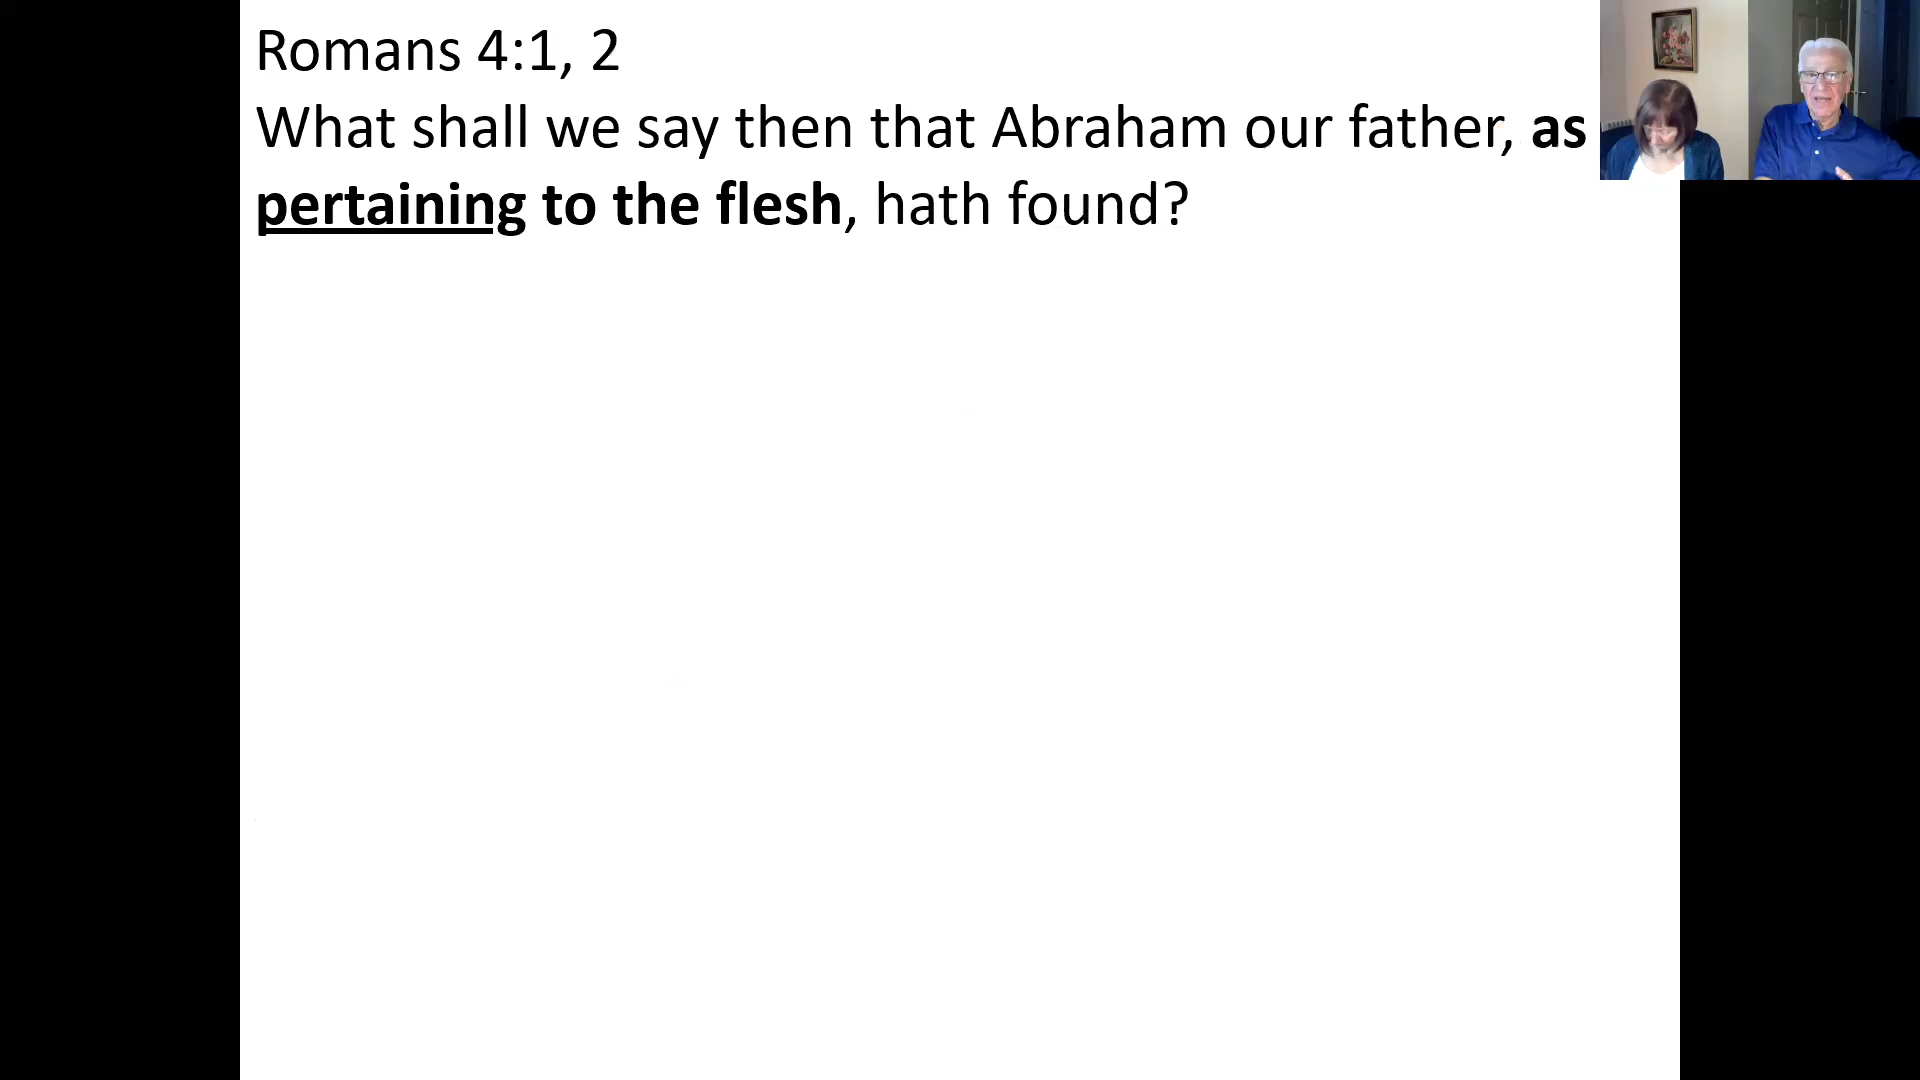 Romans 4:1, 2
What shall we say then that Abraham our father, as
pertaining to the flesh, hath found?